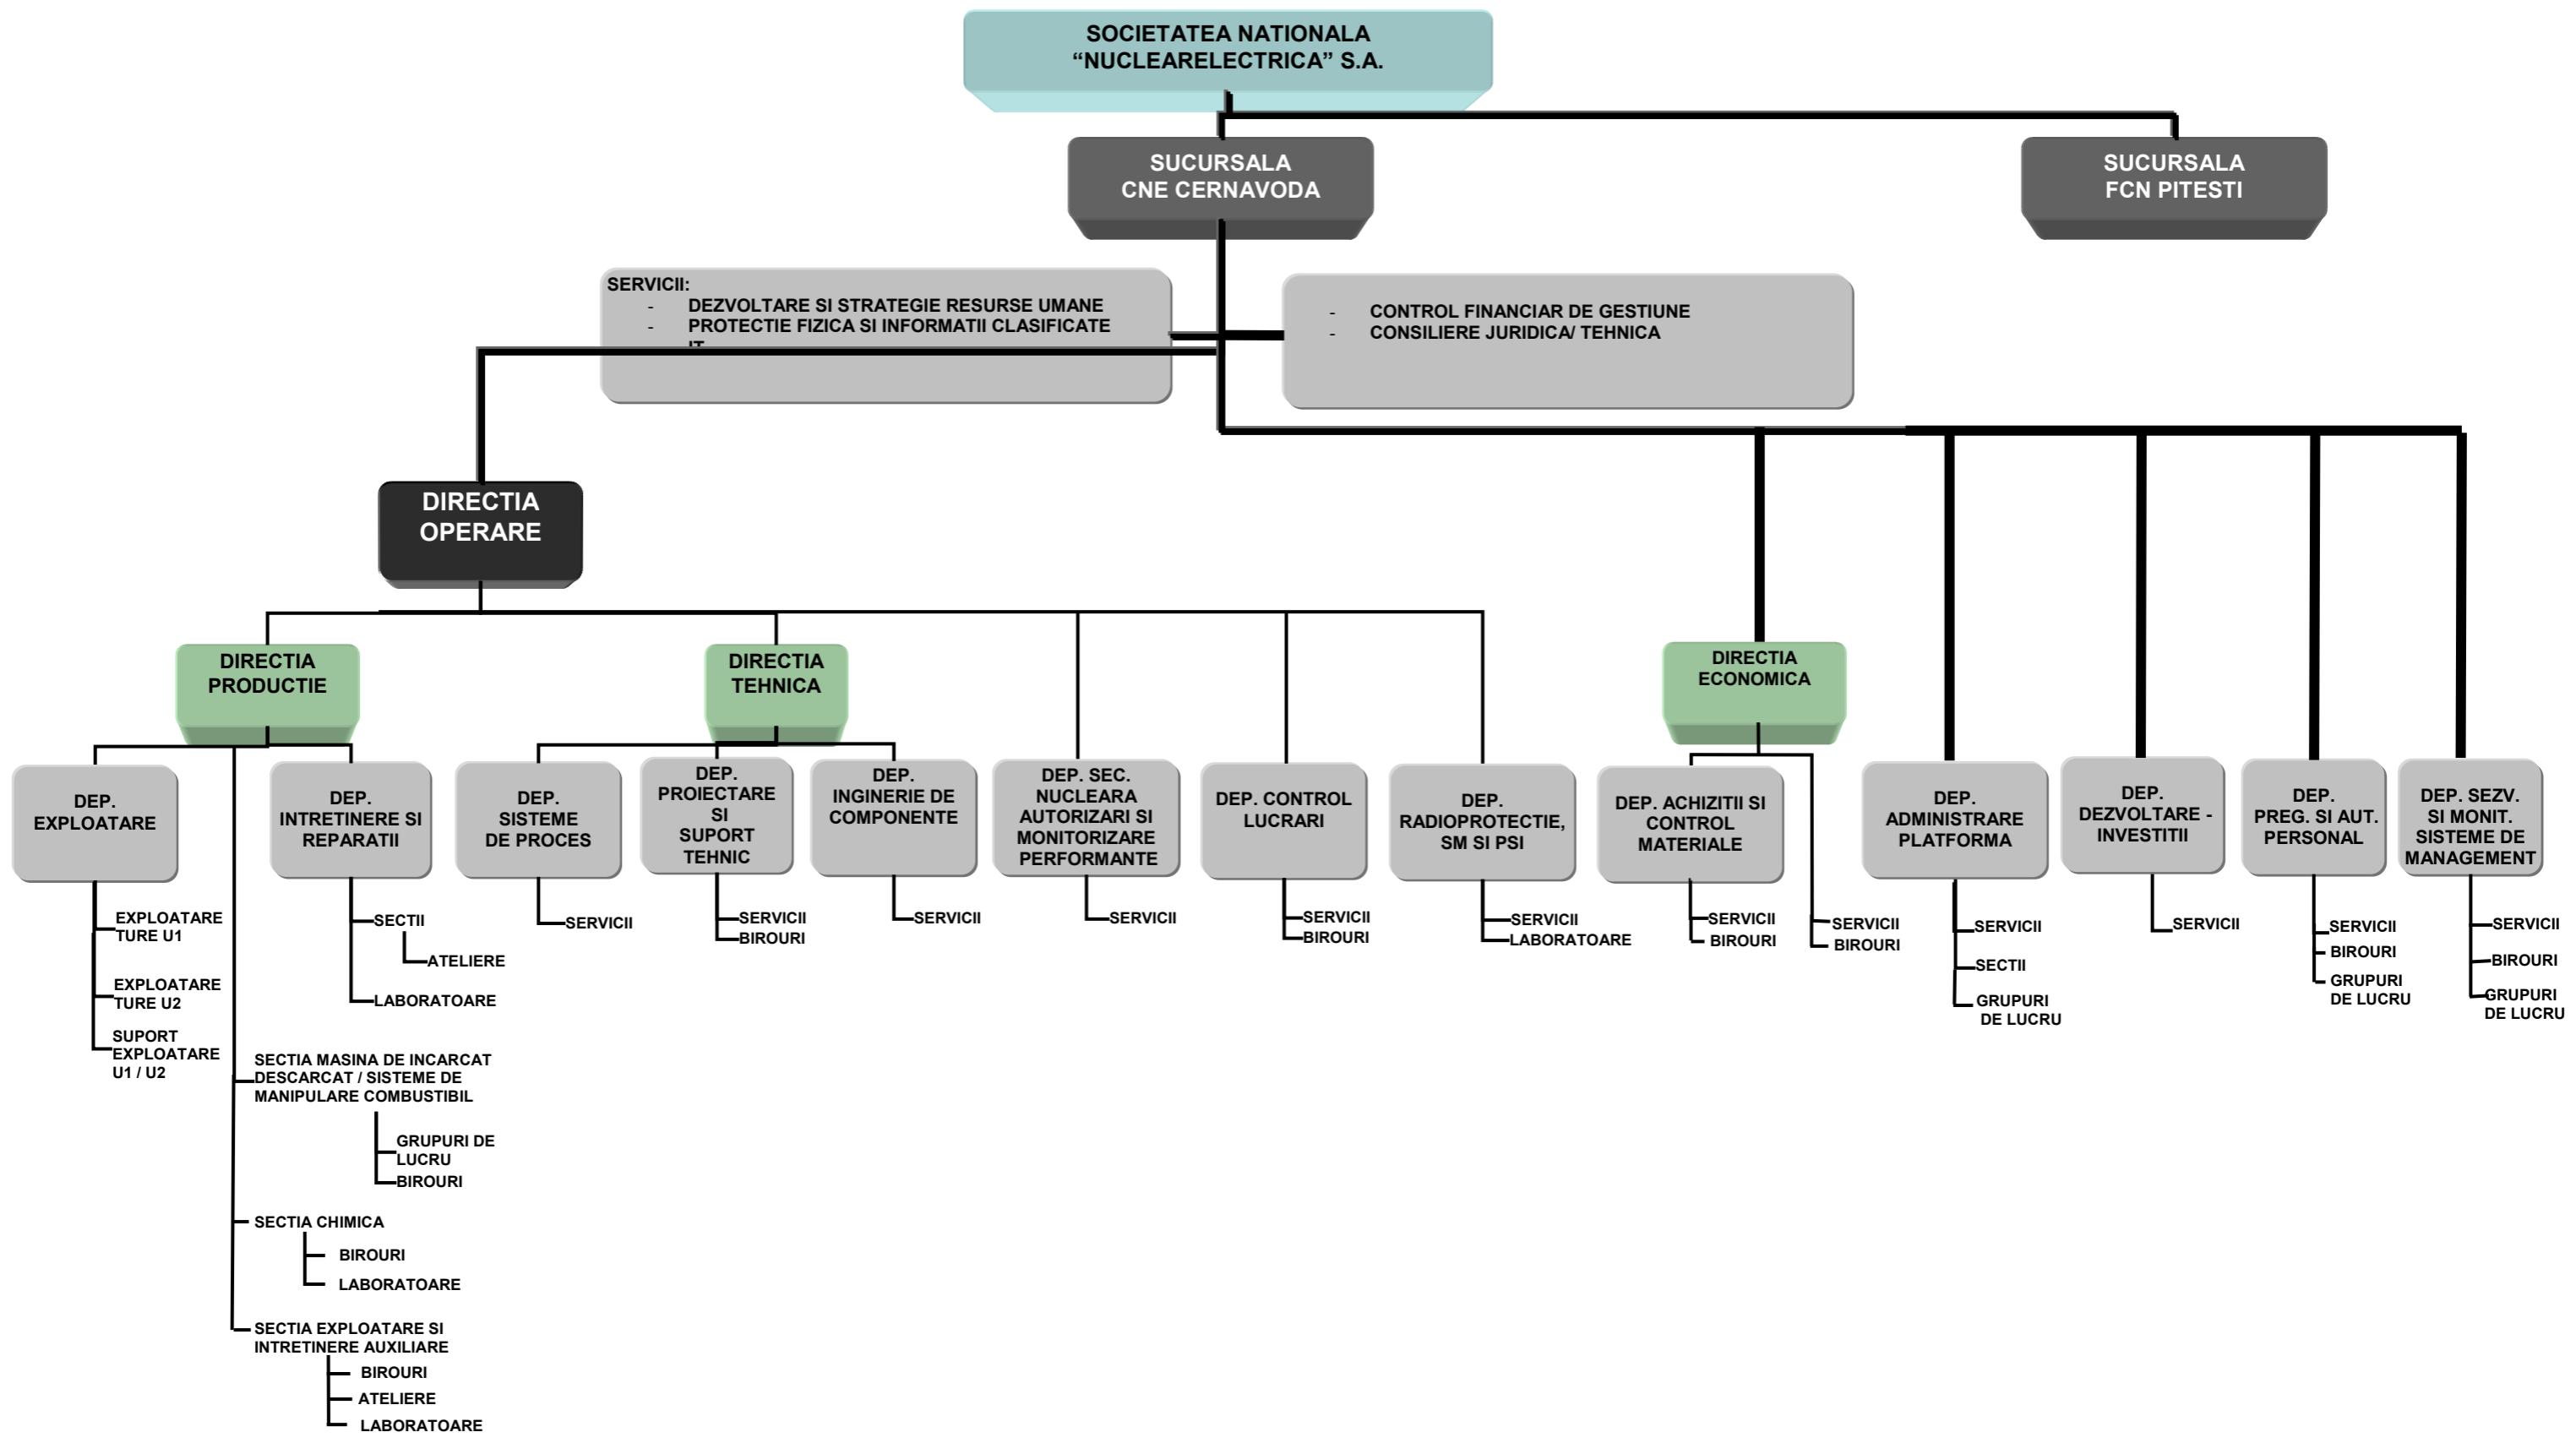 SOCIETATEA NATIONALA
“NUCLEARELECTRICA” S.A.
SUCURSALA
CNE CERNAVODA
SUCURSALA
FCN PITESTI
SERVICII:
- DEZVOLTARE SI STRATEGIE RESURSE UMANE
- PROTECTIE FIZICA SI INFORMATII CLASIFICATE
IT
- CONTROL FINANCIAR DE GESTIUNE
- CONSILIERE JURIDICA/ TEHNICA
DIRECTIA
OPERARE
DIRECTIA
PRODUCTIE
DIRECTIA
TEHNICA
DIRECTIA
ECONOMICA
DEP.
EXPLOATARE
DEP.
INTRETINERE SI
REPARATII
DEP.
SISTEME
DE PROCES
DEP.
PROIECTARE
SI
SUPORT
TEHNIC
DEP.
INGINERIE DE
COMPONENTE
DEP. SEC.
NUCLEARA
AUTORIZARI SI
MONITORIZARE
PERFORMANTE
DEP. CONTROL
LUCRARI
DEP.
RADIOPROTECTIE,
SM SI PSI
DEP. ACHIZITII SI
CONTROL
MATERIALE
DEP.
ADMINISTRARE
PLATFORMA
DEP.
DEZVOLTARE -
INVESTITII
DEP.
PREG. SI AUT.
PERSONAL
DEP. SEZV.
SI MONIT.
SISTEME DE
MANAGEMENT
EXPLOATARE
TURE U1
EXPLOATARE
TURE U2
SUPORT
EXPLOATARE
U1 / U2
SECTII
ATELIERE
LABORATOARE
SERVICII
SERVICII
BIROURI
SERVICII
SERVICII
SERVICII
BIROURI
SERVICII
LABORATOARE
SERVICII
BIROURI
SERVICII
BIROURI
SERVICII
SECTII
GRUPURI
DE LUCRU
SERVICII
SERVICII
BIROURI
GRUPURI
DE LUCRU
SERVICII
BIROURI
GRUPURI
DE LUCRU
SECTIA MASINA DE INCARCAT
DESCARCAT / SISTEME DE
MANIPULARE COMBUSTIBIL
GRUPURI DE
LUCRU
BIROURI
SECTIA CHIMICA
BIROURI
LABORATOARE
SECTIA EXPLOATARE SI
INTRETINERE AUXILIARE
BIROURI
ATELIERE
LABORATOARE